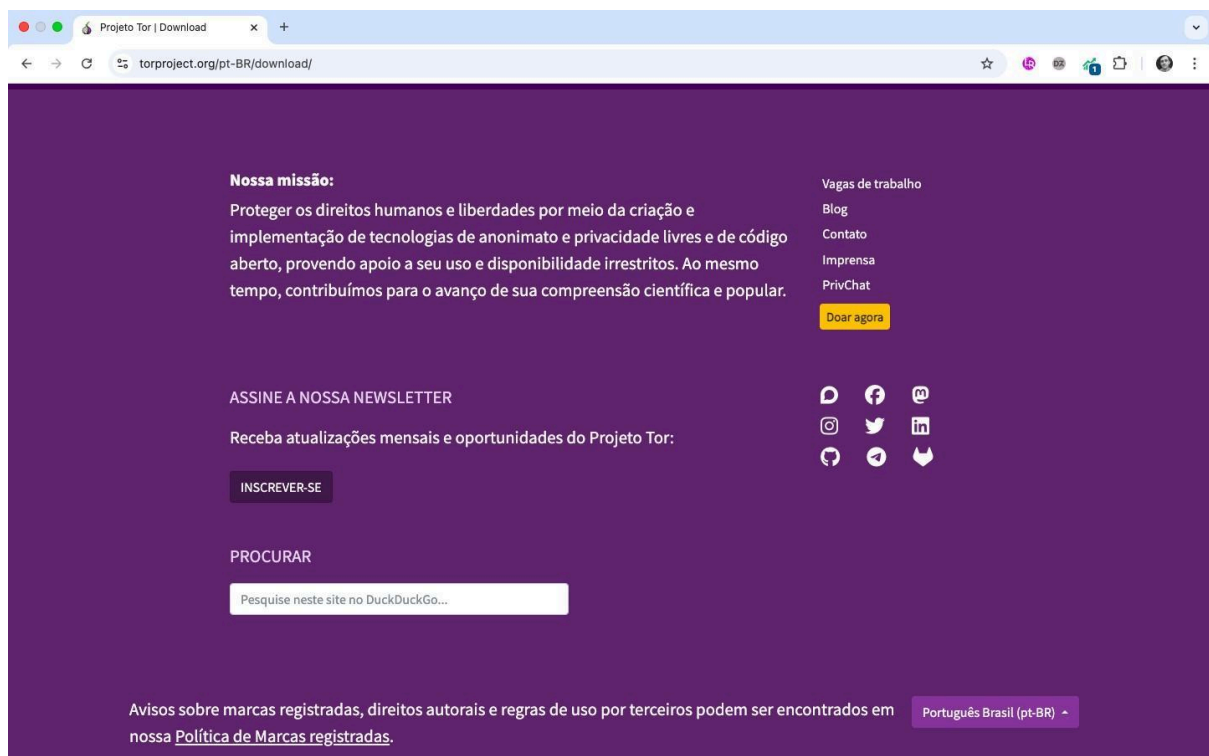 Projeto Tor | Download
torproject.org/pt-BR/download/
1
Nossa missão:
Proteger os direitos humanos e liberdades por meio da criação e
implementação de tecnologias de anonimato e privacidade livres e de código
aberto, provendo apoio a seu uso e disponibilidade irrestritos. Ao mesmo
tempo, contribuímos para o avanço de sua compreensão científica e popular.
Vagas de trabalho
Blog
Contato
Imprensa
PrivChat
Doar agora
ASSINE A NOSSA NEWSLETTER
Receba atualizações mensais e oportunidades do Projeto Tor:
INSCREVER-SE
PROCURAR
Pesquise neste site no DuckDuckGo...
Avisos sobre marcas registradas, direitos autorais e regras de uso por terceiros podem ser encontrados em
nossa Política de Marcas registradas.
Português Brasil (pt-BR)